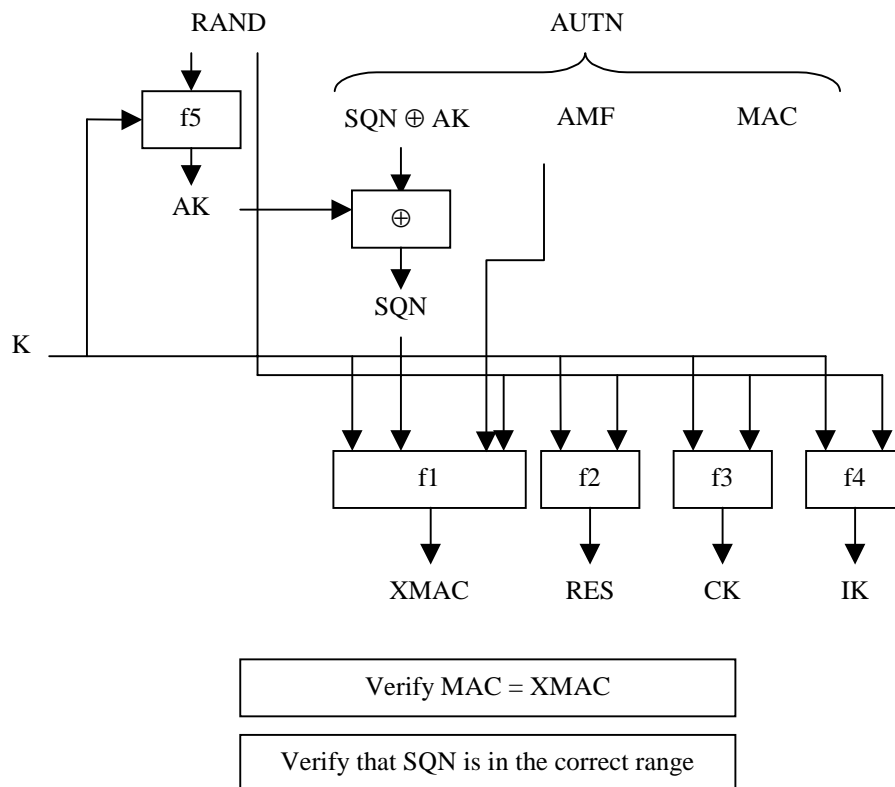 RAND AUTN
f5 SQN ⊕ AK AMF MAC
AK ⊕
SQN
K
f1 f2 f3 f4
XMAC RES CK IK
Verify MAC = XMAC
Verify that SQN is in the correct range